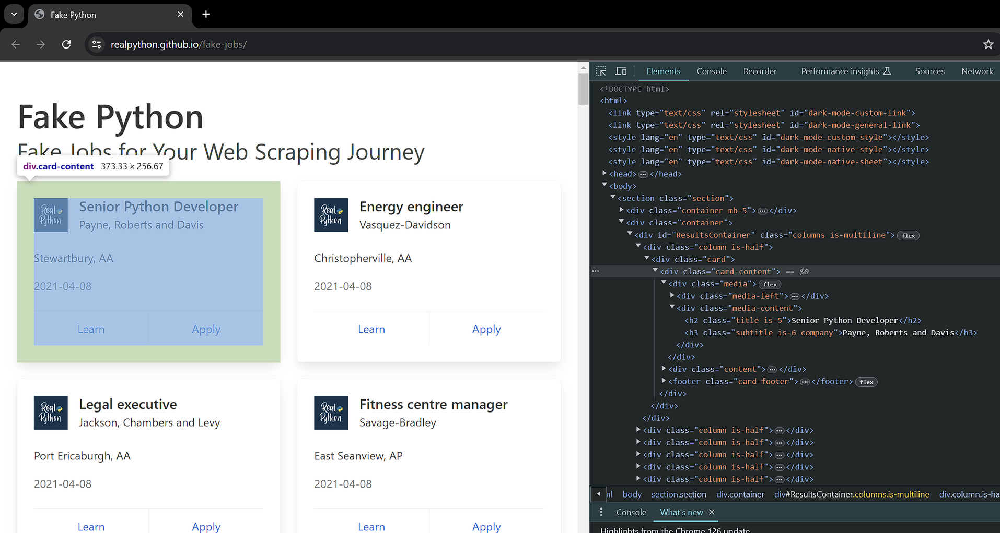 Fake Python
realpython.github.io/fake-jobs/
Fake Python
Fake Jobs for Your Web Scraping Journey
div.card-content 373.33 × 256.67
Real Python
Senior Python Developer
Payne, Roberts and Davis
Stewartbury, AA
2021-04-08
Learn
Apply
Real Python
Energy engineer
Vasquez-Davidson
Christopherville, AA
2021-04-08
Learn
Apply
Real Python
Legal executive
Jackson, Chambers and Levy
Port Ericaburgh, AA
2021-04-08
Learn
Apply
Real Python
Fitness centre manager
Savage-Bradley
East Seanview, AP
2021-04-08
Learn
Apply
Elements Console Recorder Performance insights Sources Network
<!DOCTYPE html>
<html>
<link type="text/css" rel="stylesheet" id="dark-mode-custom-link">
<link type="text/css" rel="stylesheet" id="dark-mode-general-link">
<style lang="en" type="text/css" id="dark-mode-custom-style"></style>
<style lang="en" type="text/css" id="dark-mode-native-style"></style>
<style lang="en" type="text/css" id="dark-mode-native-sheet"></style>
<head>…</head>
<body>
<section class="section">
<div class="container mb-5">…</div>
<div class="container">
<div id="ResultsContainer" class="columns is-multiline"> flex
<div class="column is-half">
<div class="card">
… <div class="card-content"> == $0
<div class="media"> flex
<div class="media-left">…</div>
<div class="media-content">
<h2 class="title is-5">Senior Python Developer</h2>
<h3 class="subtitle is-6 company">Payne, Roberts and Davis</h3>
</div>
</div>
<div class="content">…</div>
<footer class="card-footer">…</footer> flex
</div>
</div>
</div>
<div class="column is-half">…</div>
<div class="column is-half">…</div>
<div class="column is-half">…</div>
<div class="column is-half">…</div>
<div class="column is-half">…</div>
ml body section.section div.container div#ResultsContainer.columns.is-multiline div.column.is-ha
Console What's new
Highlights from the Chrome 126 update